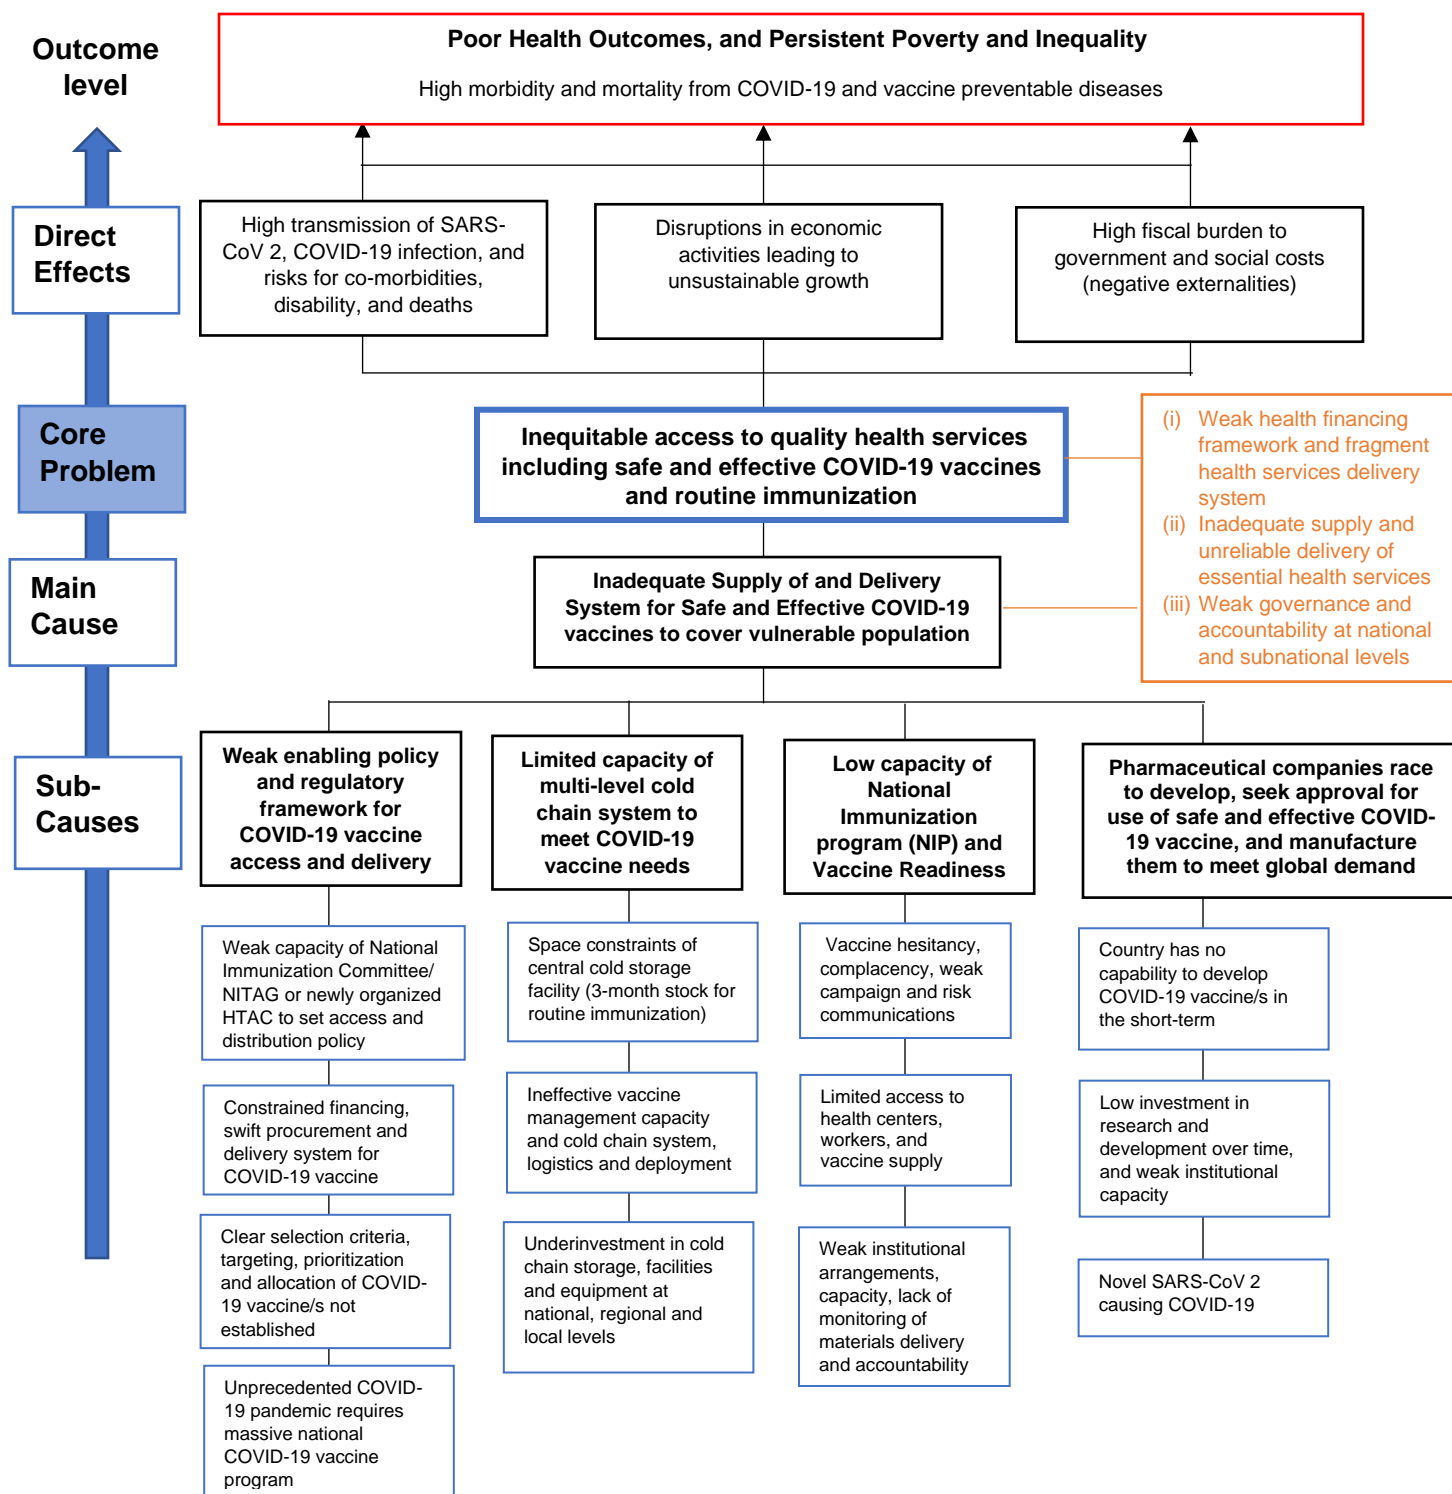 Outcome
level
Poor Health Outcomes, and Persistent Poverty and Inequality
High morbidity and mortality from COVID-19 and vaccine preventable diseases
Direct
Effects
High transmission of SARS-
CoV 2, COVID-19 infection, and
risks for co-morbidities,
disability, and deaths
Disruptions in economic
activities leading to
unsustainable growth
High fiscal burden to
government and social costs
(negative externalities)
Core
Problem
Inequitable access to quality health services
including safe and effective COVID-19 vaccines
and routine immunization
(i) Weak health financing
framework and fragment
health services delivery
system
(ii) Inadequate supply and
unreliable delivery of
essential health services
(iii) Weak governance and
accountability at national
and subnational levels
Main
Cause
Inadequate Supply of and Delivery
System for Safe and Effective COVID-19
vaccines to cover vulnerable population
Sub-
Causes
Weak enabling policy
and regulatory
framework for
COVID-19 vaccine
access and delivery
Limited capacity of
multi-level cold
chain system to
meet COVID-19
vaccine needs
Low capacity of
National
Immunization
program (NIP) and
Vaccine Readiness
Pharmaceutical companies race
to develop, seek approval for
use of safe and effective COVID-
19 vaccine, and manufacture
them to meet global demand
Weak capacity of National
Immunization Committee/
NITAG or newly organized
HTAC to set access and
distribution policy
Space constraints of
central cold storage
facility (3-month stock for
routine immunization)
Vaccine hesitancy,
complacency, weak
campaign and risk
communications
Country has no
capability to develop
COVID-19 vaccine/s in
the short-term
Constrained financing,
swift procurement and
delivery system for
COVID-19 vaccine
Ineffective vaccine
management capacity
and cold chain system,
logistics and deployment
Limited access to
health centers,
workers, and
vaccine supply
Low investment in
research and
development over time,
and weak institutional
capacity
Clear selection criteria,
targeting, prioritization
and allocation of COVID-
19 vaccine/s not
established
Underinvestment in cold
chain storage, facilities
and equipment at
national, regional and
local levels
Weak institutional
arrangements,
capacity, lack of
monitoring of
materials delivery
and accountability
Novel SARS-CoV 2
causing COVID-19
Unprecedented COVID-
19 pandemic requires
massive national
COVID-19 vaccine
program